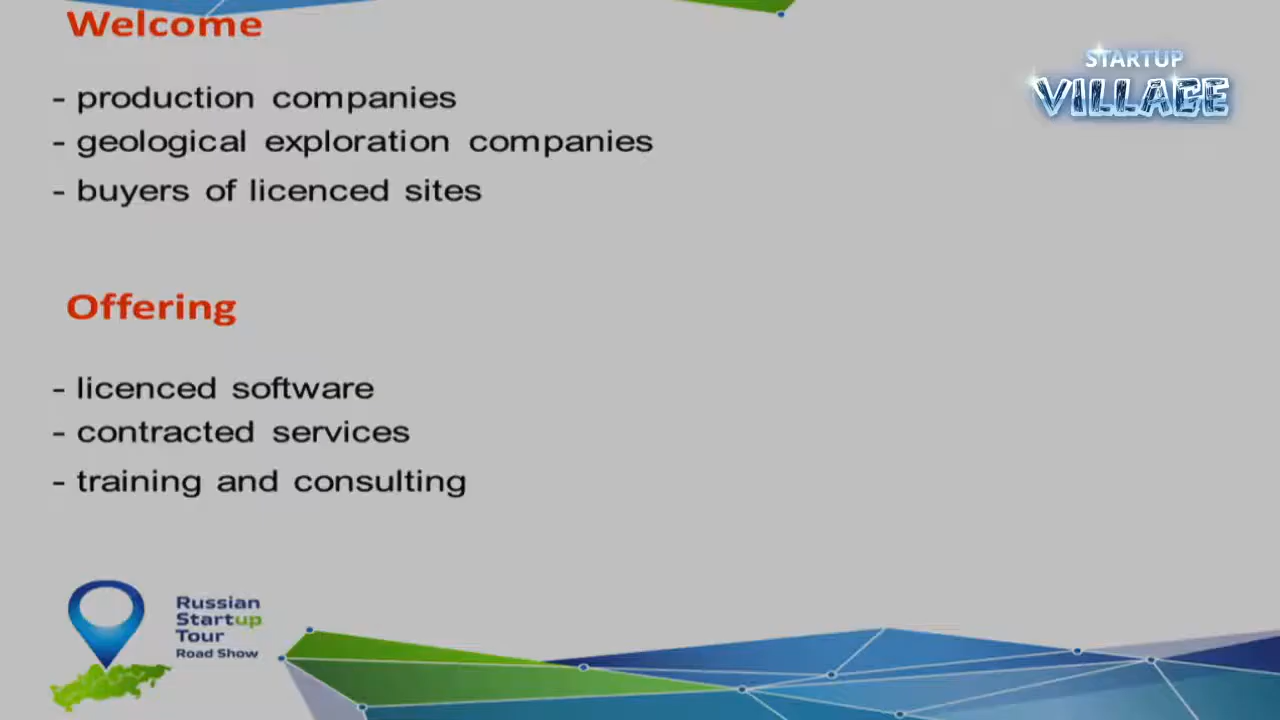 Welcome
STARTUP
VILLAGE
- production companies
- geological exploration companies
- buyers of licenced sites
Offering
- licenced software
- contracted services
- training and consulting
Russian
Startup
Tour
Road Show